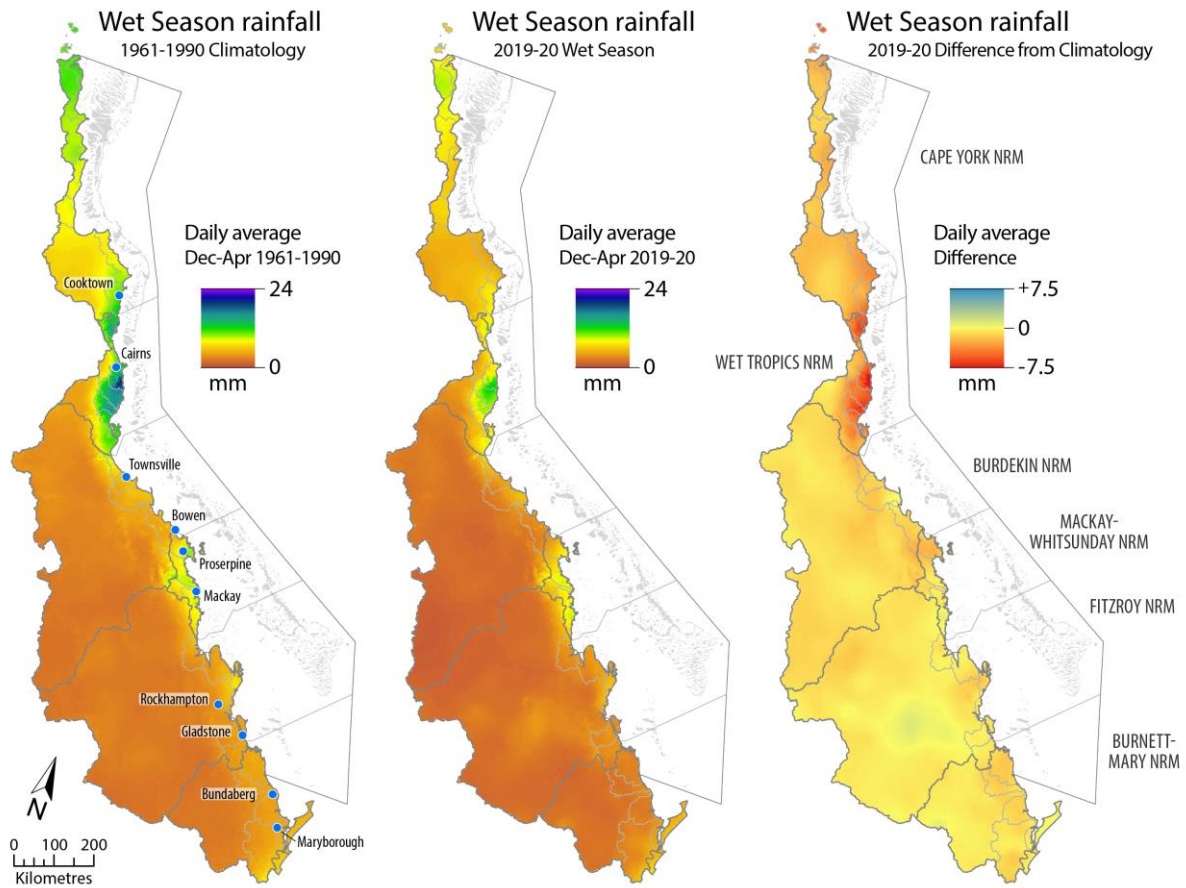 Wet Season rainfall
1961-1990 Climatology
Daily average
Dec-Apr 1961-1990
24
0
mm
Cooktown
Cairns
Townsville
Bowen
Proserpine
Mackay
Rockhampton
Gladstone
Bundaberg
Maryborough
N
0 100 200
Kilometres
Wet Season rainfall
2019-20 Wet Season
Daily average
Dec-Apr 2019-20
24
0
mm
Wet Season rainfall
2019-20 Difference from Climatology
Daily average
Difference
+7.5
0
-7.5
mm
CAPE YORK NRM
WET TROPICS NRM
BURDEKIN NRM
MACKAY-
WHITSUNDAY NRM
FITZROY NRM
BURNETT-
MARY NRM